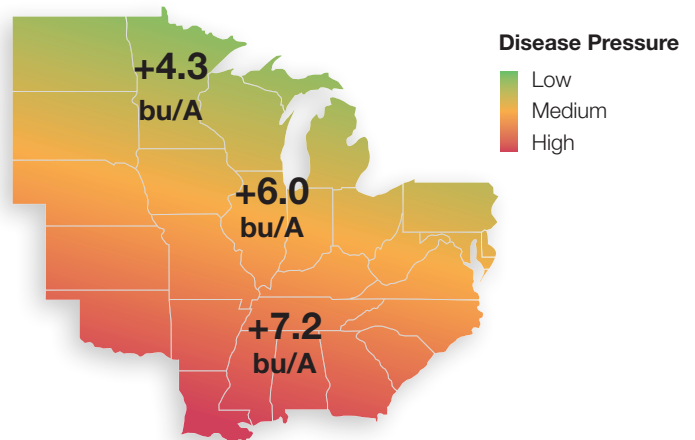 Disease Pressure
Low
Medium
High
+4.3
bu/A
+6.0
bu/A
+7.2
bu/A